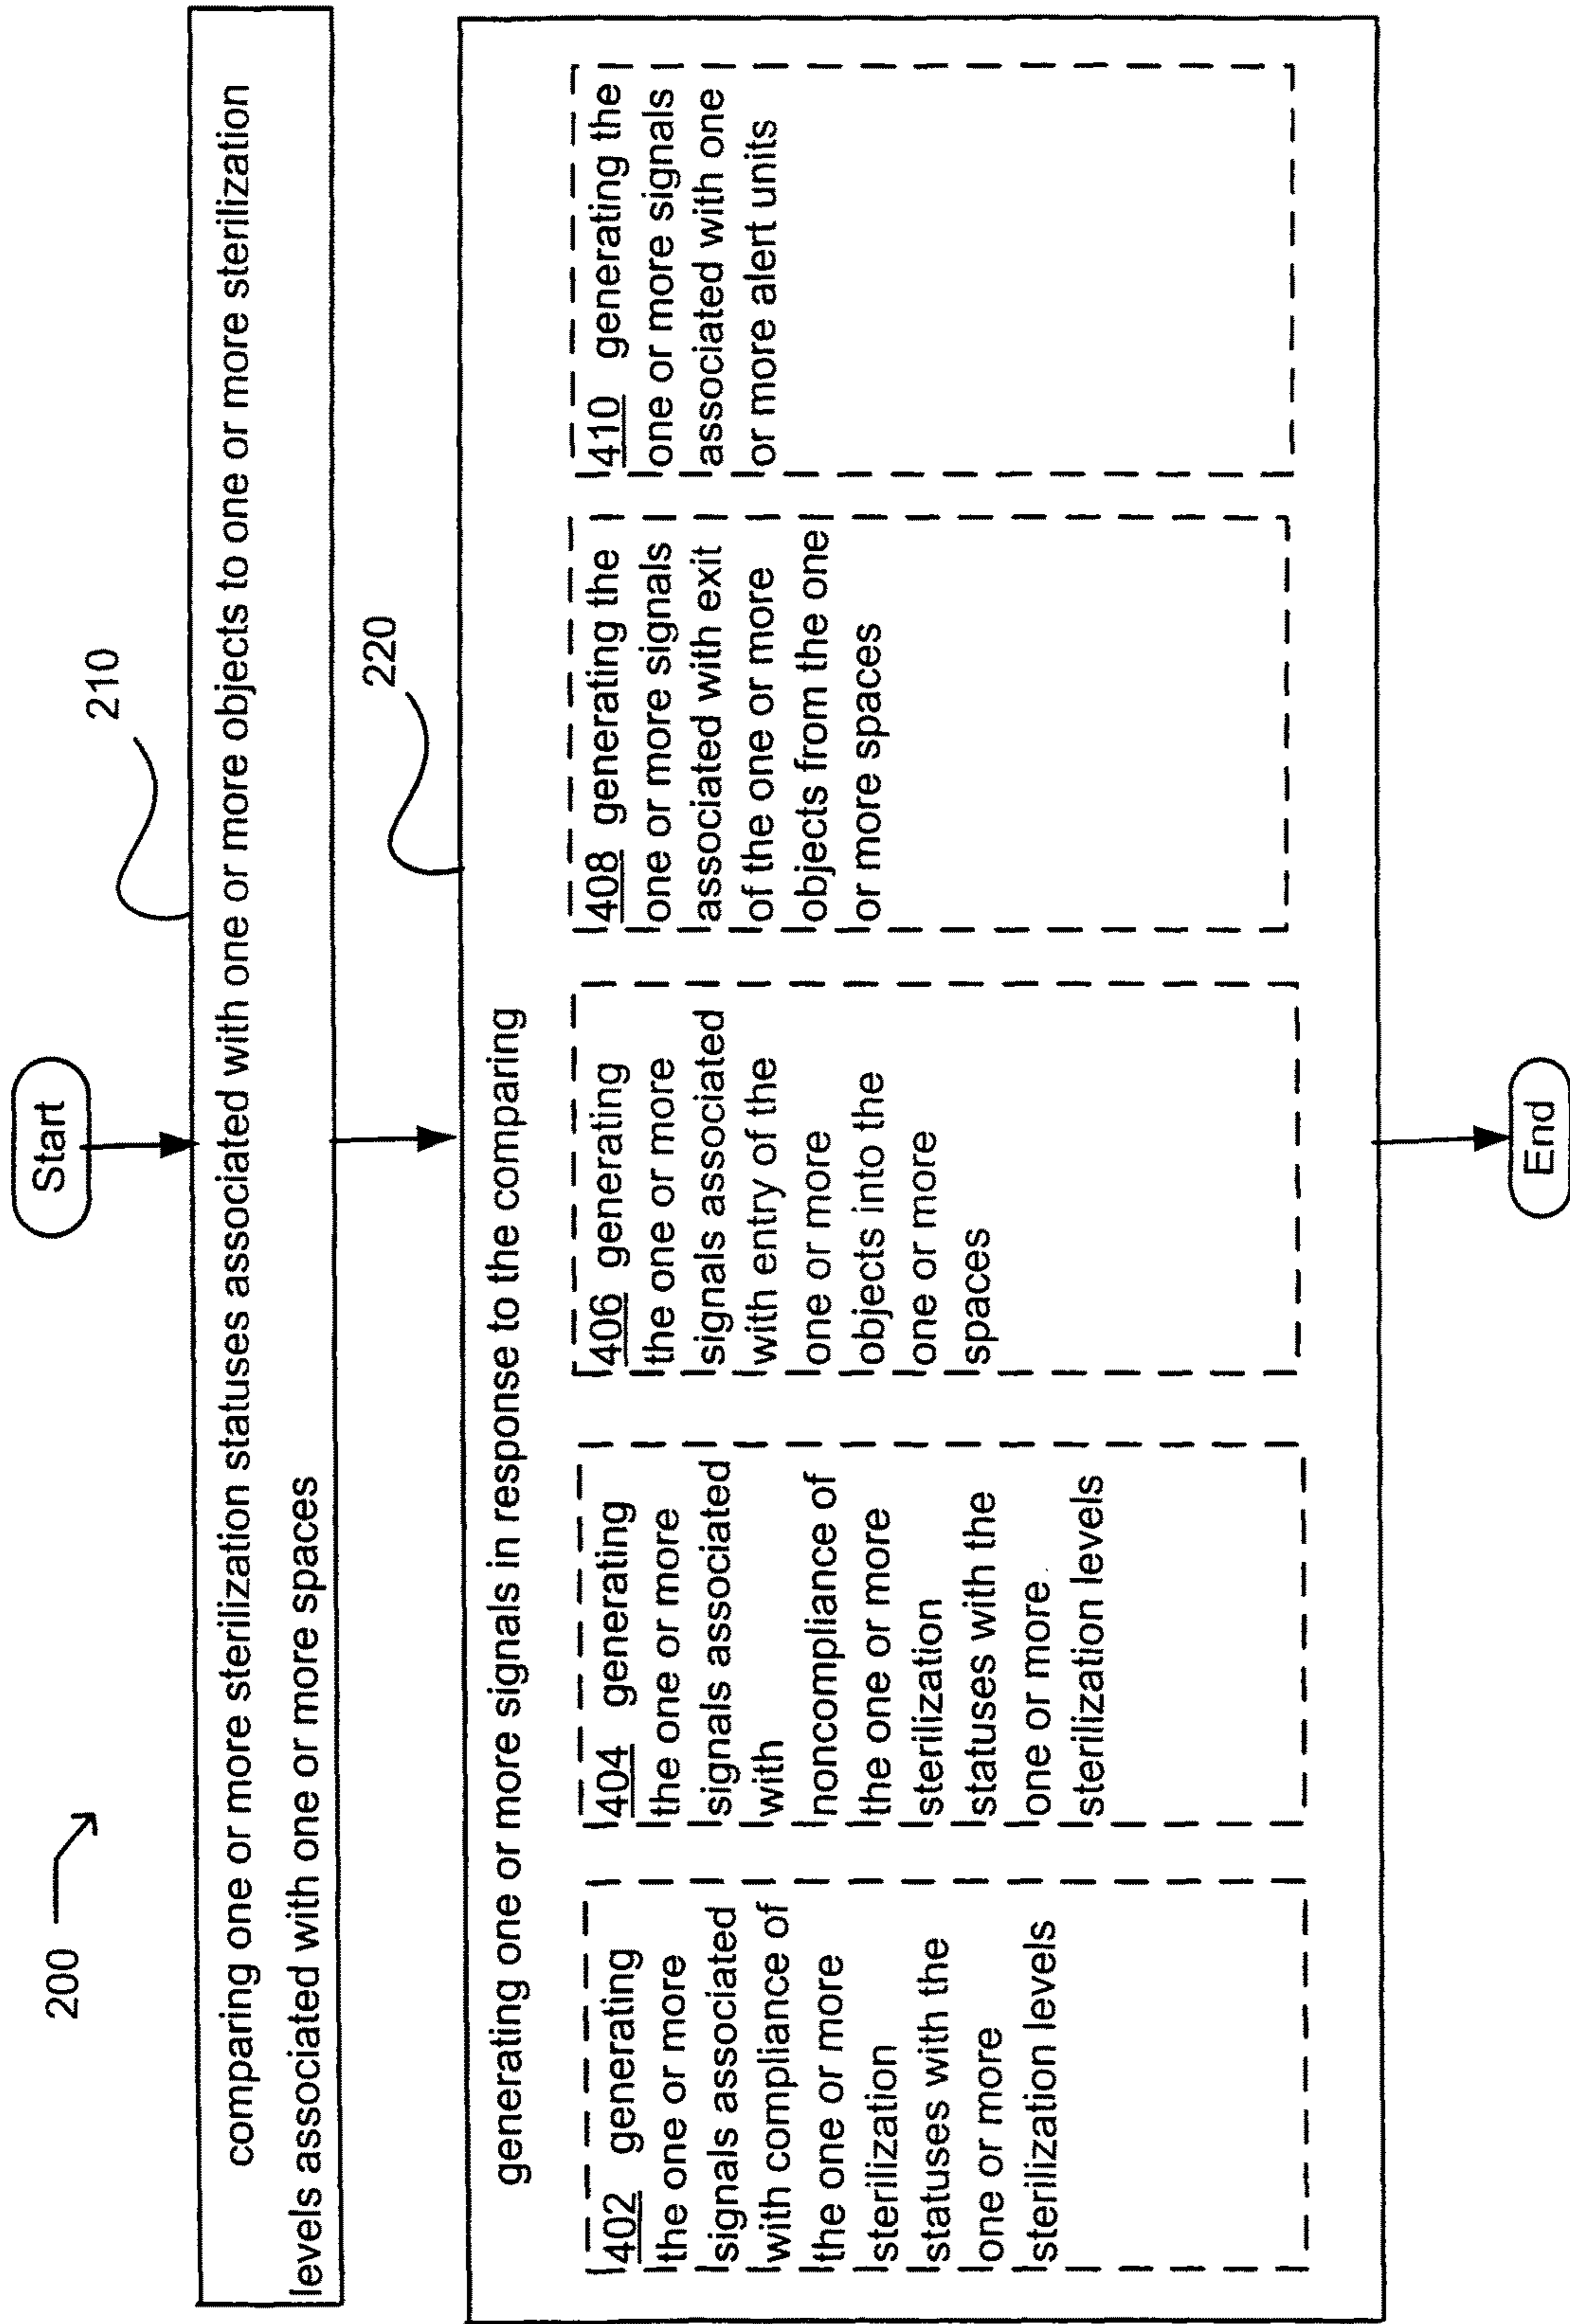 200
Start
210
comparing one or more sterilization statuses associated with one or more objects to one or more sterilization
levels associated with one or more spaces
220
generating one or more signals in response to the comparing
402 generating
the one or more
signals associated
with compliance of
the one or more
sterilization
statuses with the
one or more
sterilization levels
404 generating
the one or more
signals associated
with
noncompliance of
the one or more
sterilization
statuses with the
one or more
sterilization levels
406 generating
the one or more
signals associated
with entry of the
one or more
objects into the
one or more
spaces
408 generating the
one or more signals
associated with exit
of the one or more
objects from the one
or more spaces
410 generating the
one or more signals
associated with one
or more alert units
End